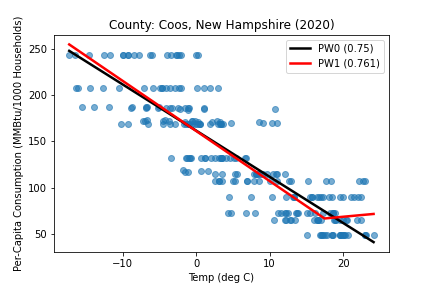 County: Coos, New Hampshire (2020)
Per-Capita Consumption (MMBtu/1000 Households)
250
200
150
100
50
PW0 (0.75)
PW1 (0.761)
−10
0
10
20
Temp (deg C)